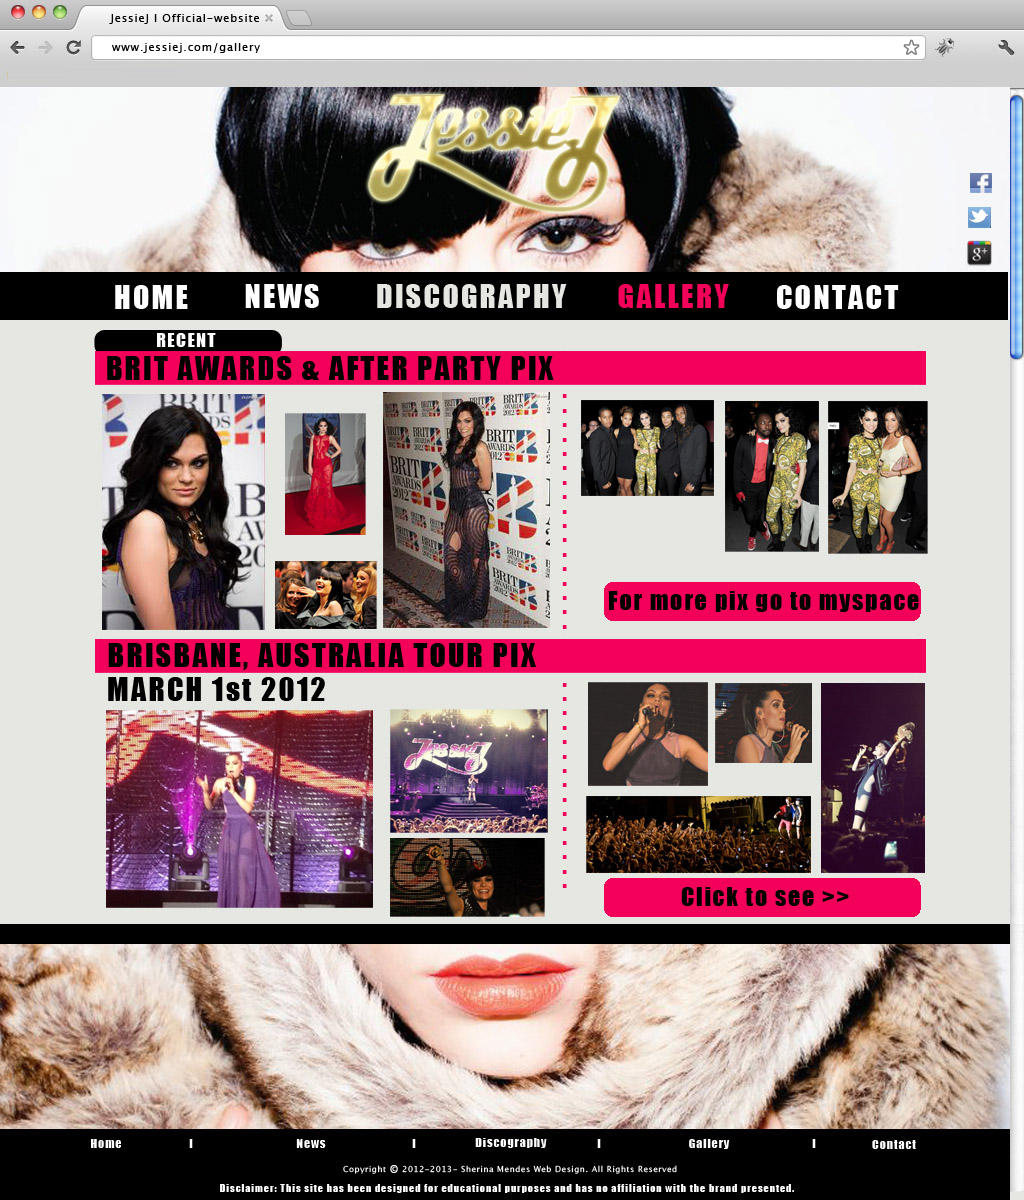 JessieJ I Official-website
www.jessiej.com/gallery
JessieJ
HOME NEWS DISCOGRAPHY GALLERY CONTACT
RECENT
BRIT AWARDS & AFTER PARTY PIX
For more pix go to myspace
BRISBANE, AUSTRALIA TOUR PIX
MARCH 1st 2012
Click to see >>
Home I News I Discography I Gallery I Contact
Copyright © 2012-2013- Sherina Mendes Web Design. All Rights Reserved
Disclaimer: This site has been designed for educational purposes and has no affiliation with the brand presented.